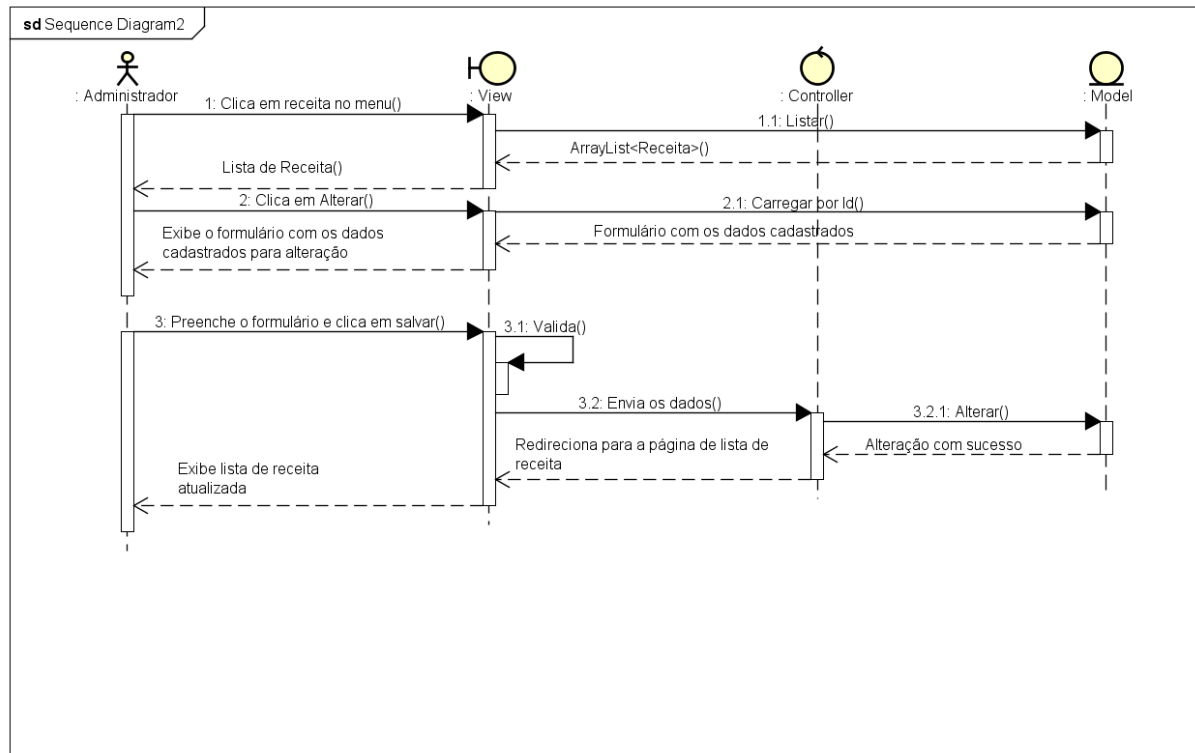 sd Sequence Diagram2
: Administrador
: View
: Controller
: Model
1: Clica em receita no menu()
1.1: Listar()
ArrayList<Receita>()
Lista de Receita()
2: Clica em Alterar()
2.1: Carregar por Id()
Exibe o formulário com os dados
cadastrados para alteração
Formulário com os dados cadastrados
3: Preenche o formulário e clica em salvar()
3.1: Valida()
3.2: Envia os dados()
3.2.1: Alterar()
Redireciona para a página de lista de
receita
Alteração com sucesso
Exibe lista de receita
atualizada